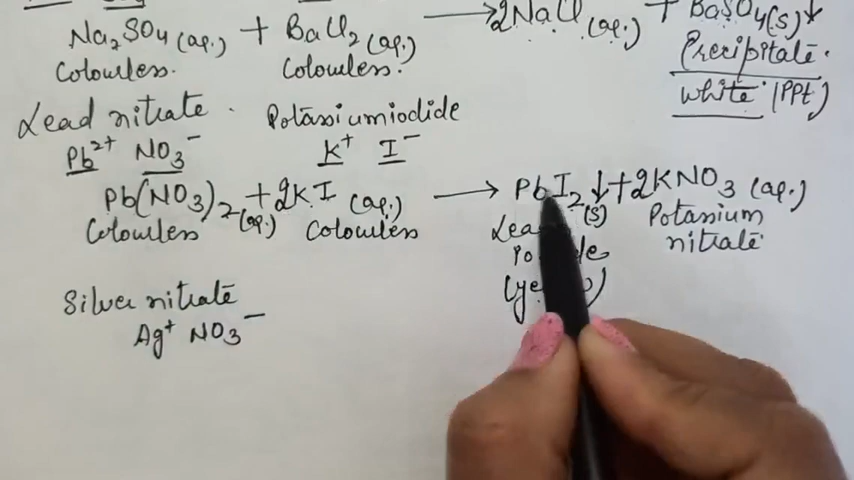 Na2SO4 (aq.) + BaCl2 (aq.) ⟶ 2NaCl (aq.) + BaSO4(s)↓
Colourless. Colourless. Precipitate.
white (PPt)
Lead nitrate. Potassium iodide
Pb²⁺ NO3⁻ K⁺ I⁻
Pb(NO3)2 (aq.) + 2KI (aq.) ⟶ PbI2↓ (s) + 2KNO3 (aq.)
Colourless Colourless Potassium
nitrate
Silver nitrate
Ag⁺ NO3⁻